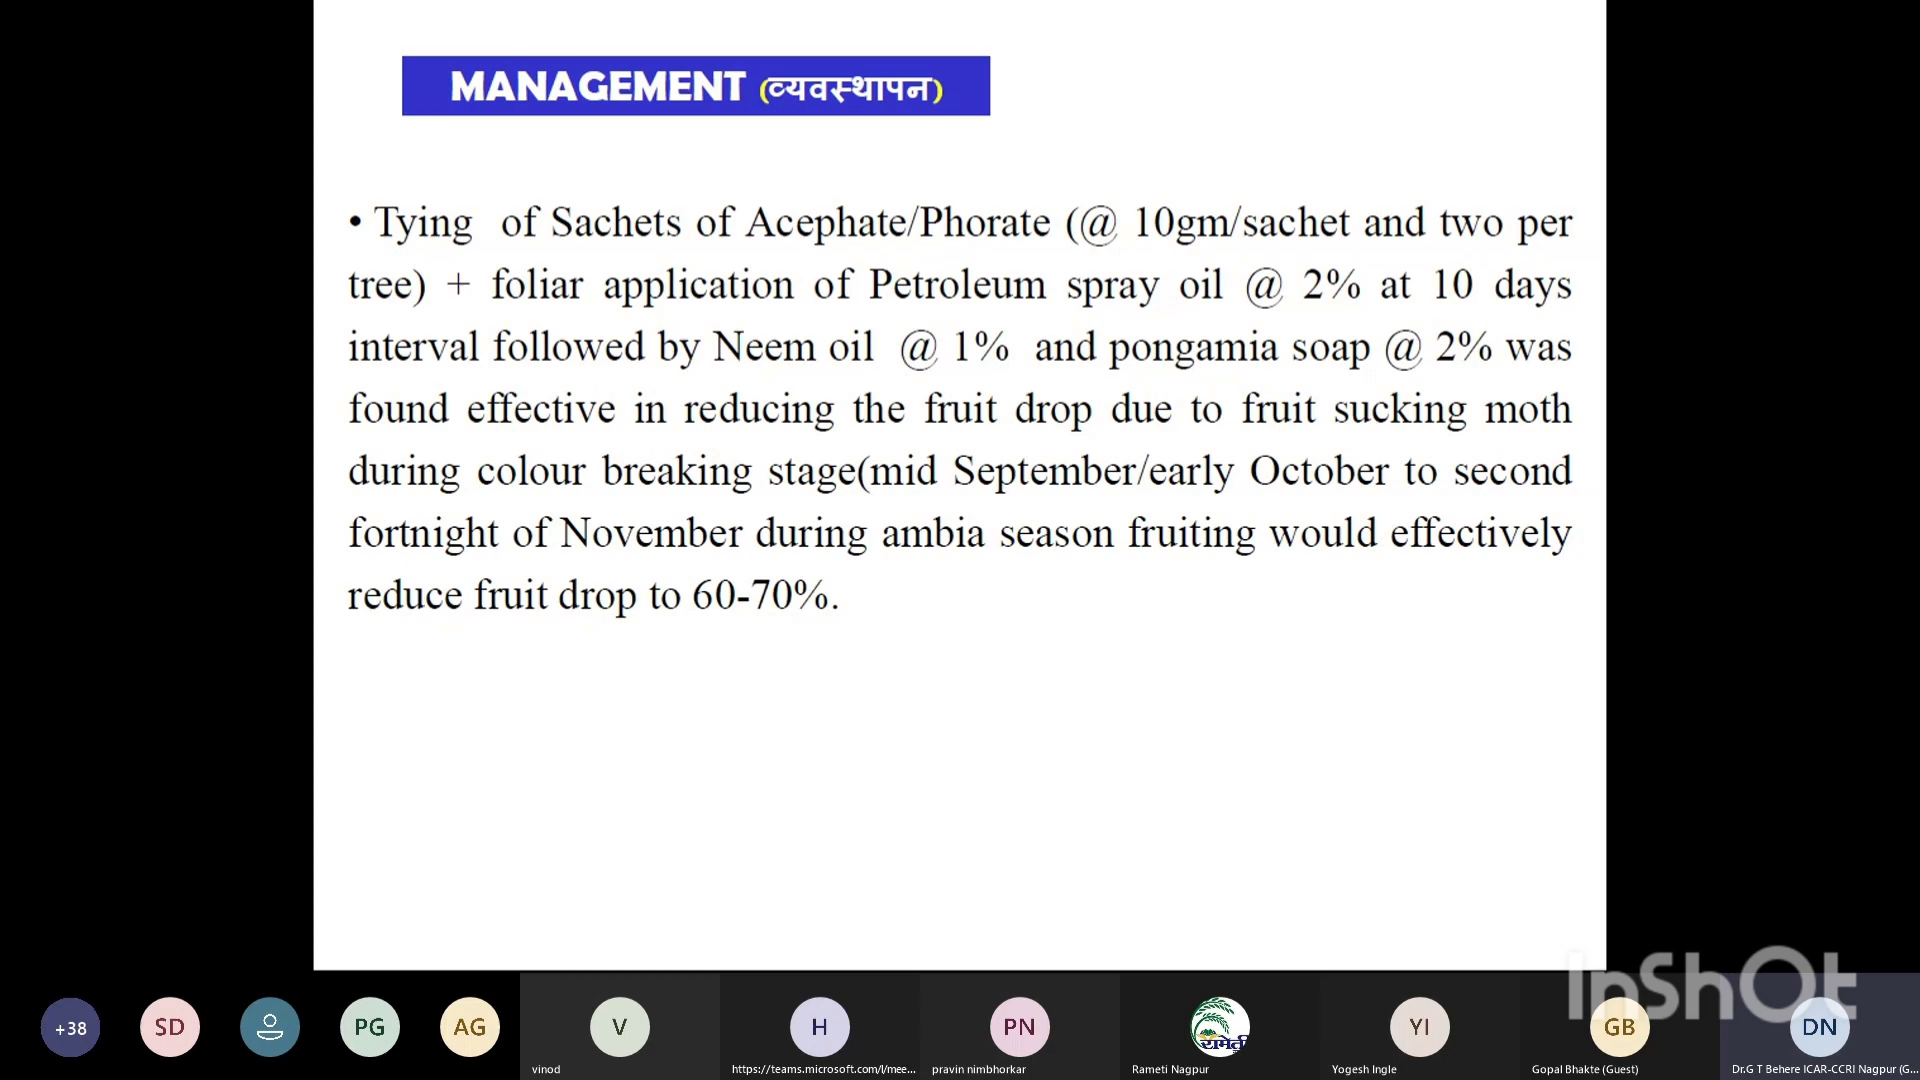 MANAGEMENT (व्यवस्थापन)
• Tying of Sachets of Acephate/Phorate (@ 10gm/sachet and two per
tree) + foliar application of Petroleum spray oil @ 2% at 10 days
interval followed by Neem oil @ 1% and pongamia soap @ 2% was
found effective in reducing the fruit drop due to fruit sucking moth
during colour breaking stage(mid September/early October to second
fortnight of November during ambia season fruiting would effectively
reduce fruit drop to 60-70%.
InShOt
+38 SD PG AG V H PN रामेती YI GB DN
vinod https://teams.microsoft.com/l/mee... pravin nimbhorkar Rameti Nagpur Yogesh Ingle Gopal Bhakte (Guest) Dr.G T Behere ICAR-CCRI Nagpur (G...